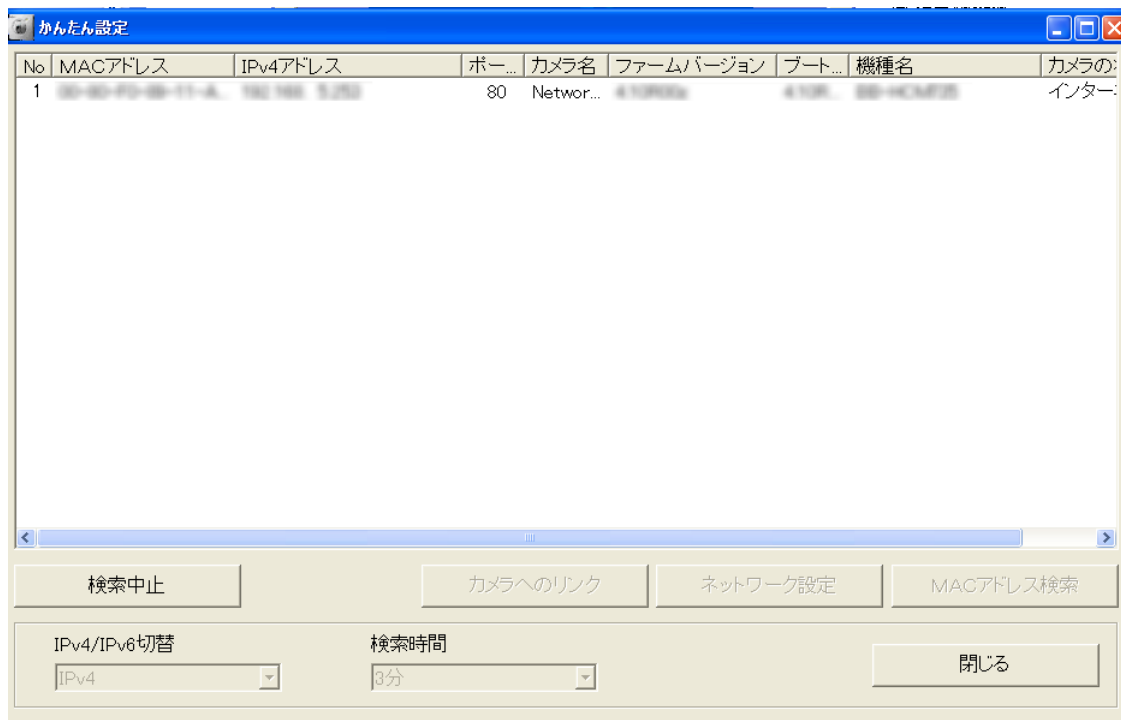 かんたん設定
No MACアドレス IPv4アドレス ポー... カメラ名 ファームバージョン ブート... 機種名 カメラの
1 80 Networ... インター
検索中止 カメラへのリンク ネットワーク設定 MACアドレス検索
IPv4/IPv6切替 検索時間
IPv4 3分 閉じる